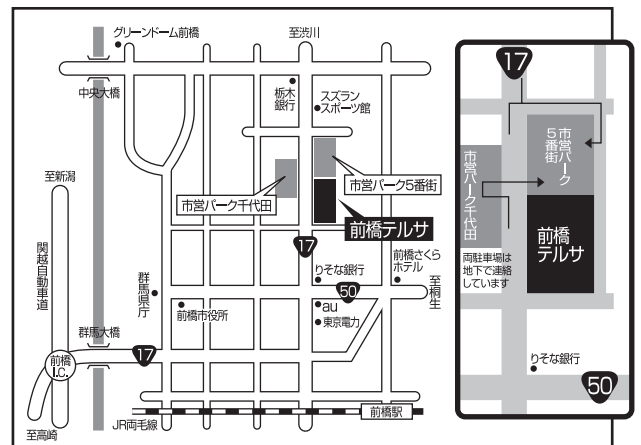 グリーンドーム前橋
至渋川
中央大橋
栃木
銀行
スズラン
スポーツ館
至新潟
市営パーク千代田
市営パーク5番街
前橋テルサ
関越自動車道
17
群馬県庁
前橋市役所
りそな銀行
前橋さくら
ホテル
50
至桐生
au
東京電力
群馬大橋
17
前橋
I.C.
至高崎
JR両毛線
前橋駅
17
市営パーク
5番街
市営パーク千代田
前橋
テルサ
両駐車場は
地下で連絡
しています
りそな銀行
50